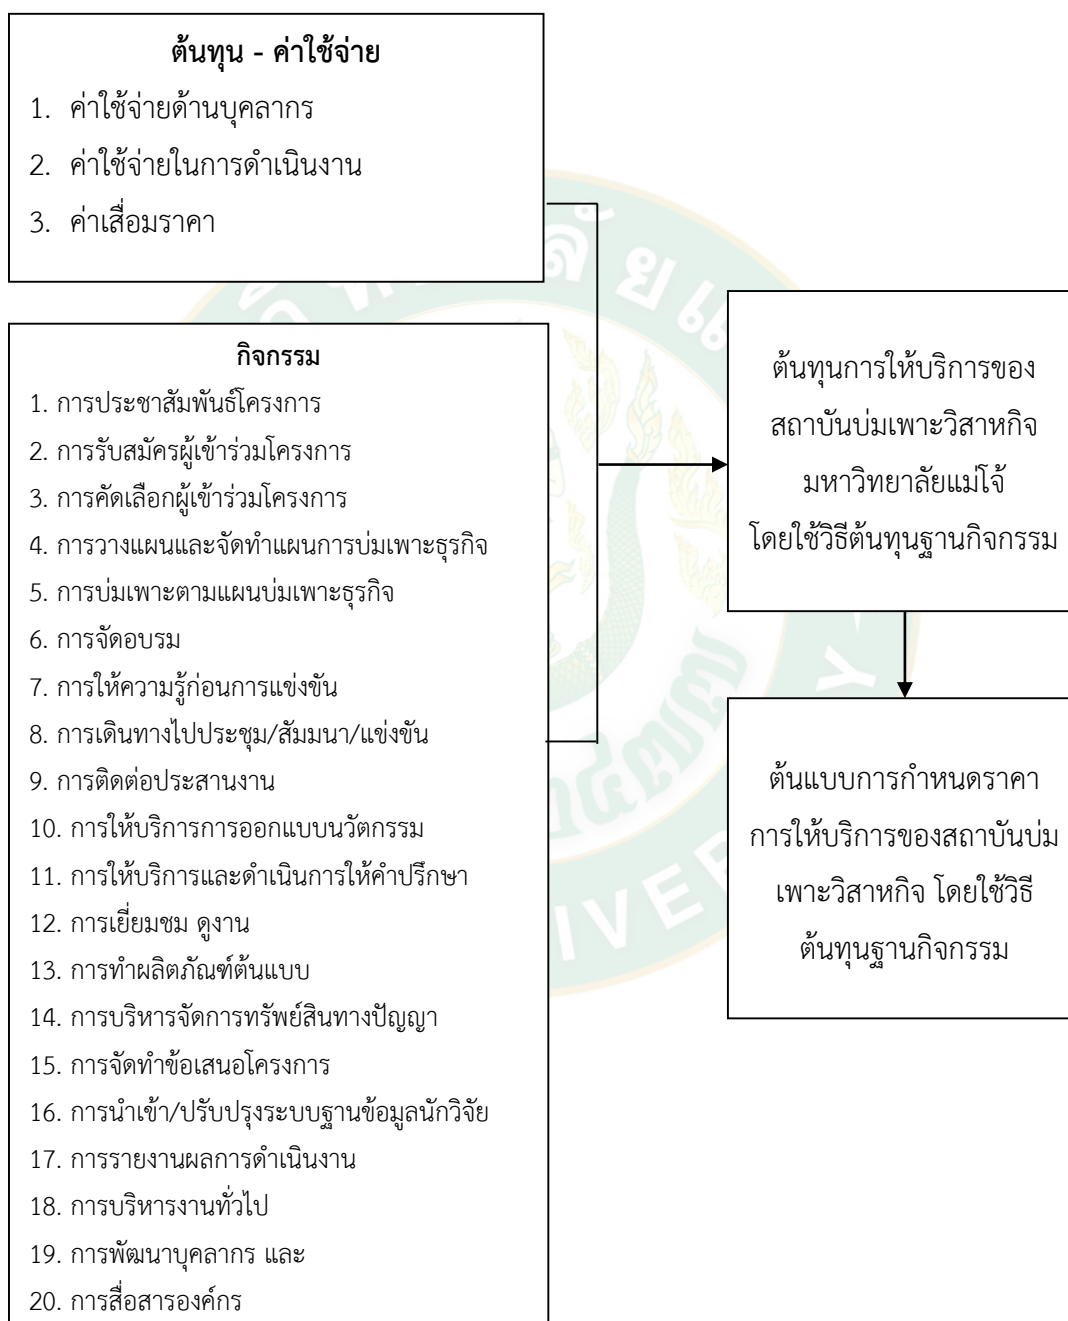 ต้นทุน - ค่าใช้จ่าย
1. ค่าใช้จ่ายด้านบุคลากร
2. ค่าใช้จ่ายในการดำเนินงาน
3. ค่าเสื่อมราคา
กิจกรรม
1. การประชาสัมพันธ์โครงการ
2. การรับสมัครผู้เข้าร่วมโครงการ
3. การคัดเลือกผู้เข้าร่วมโครงการ
4. การวางแผนและจัดทำแผนการบ่มเพาะธุรกิจ
5. การบ่มเพาะตามแผนบ่มเพาะธุรกิจ
6. การจัดอบรม
7. การให้ความรู้ก่อนการแข่งขัน
8. การเดินทางไปประชุม/สัมมนา/แข่งขัน
9. การติดต่อประสานงาน
10. การให้บริการการออกแบบนวัตกรรม
11. การให้บริการและดำเนินการให้คำปรึกษา
12. การเยี่ยมชม ดูงาน
13. การทำผลิตภัณฑ์ต้นแบบ
14. การบริหารจัดการทรัพย์สินทางปัญญา
15. การจัดทำข้อเสนอโครงการ
16. การนำเข้า/ปรับปรุงระบบฐานข้อมูลนักวิจัย
17. การรายงานผลการดำเนินงาน
18. การบริหารงานทั่วไป
19. การพัฒนาบุคลากร และ
20. การสื่อสารองค์กร
ต้นทุนการให้บริการของ
สถาบันบ่มเพาะวิสาหกิจ
มหาวิทยาลัยแม่โจ้
โดยใช้วิธีต้นทุนฐานกิจกรรม
ต้นแบบการกำหนดราคา
การให้บริการของสถาบันบ่ม
เพาะวิสาหกิจ โดยใช้วิธี
ต้นทุนฐานกิจกรรม